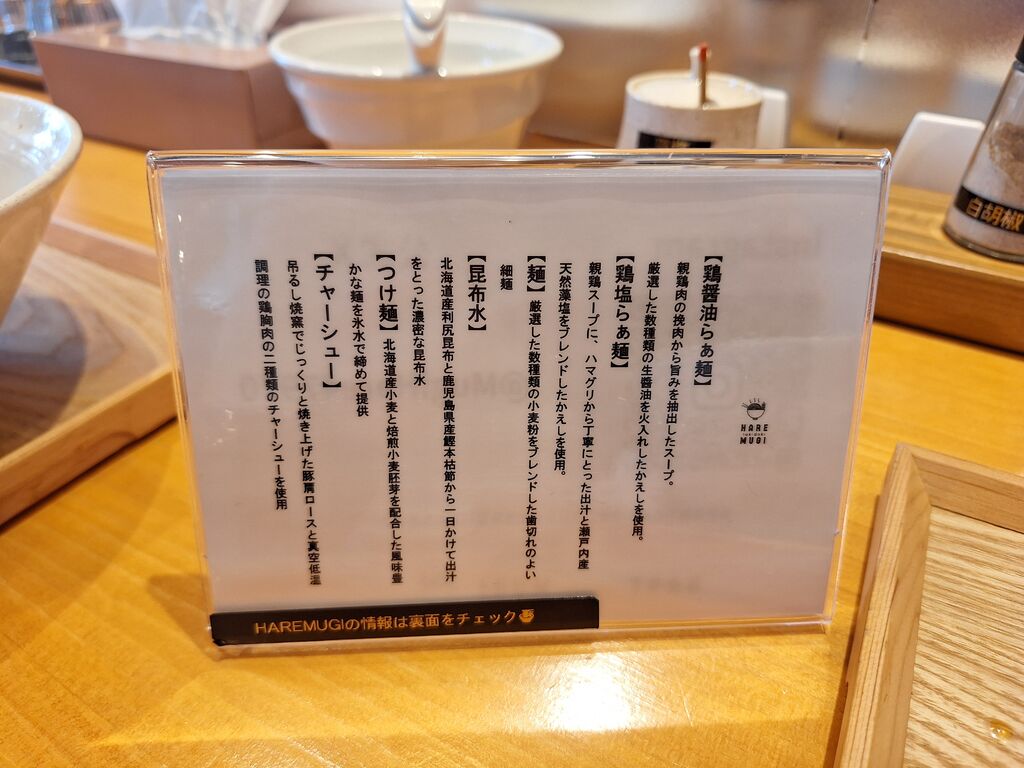 HARE
MUGI
【鶏醤油らぁ麺】
親鶏肉の挽肉から旨みを抽出したスープ。
厳選した数種類の生醤油を火入れしたかえしを使用。
【鶏塩らぁ麺】
親鶏スープに、ハマグリから丁寧にとった出汁と瀬戸内産
天然藻塩をブレンドしたかえしを使用。
【麺】厳選した数種類の小麦粉をブレンドした歯切れのよい
細麺
【昆布水】
北海道産利尻昆布と鹿児島県産鰹本枯節から一日かけて出汁
をとった濃密な昆布水
【つけ麺】北海道産小麦と焙煎小麦胚芽を配合した風味豊
かな麺を氷水で締めて提供
【チャーシュー】
吊るし焼窯でじっくりと焼き上げた豚肩ロースと真空低温
調理の鶏胸肉の二種類のチャーシューを使用
HAREMUGIの情報は裏面をチェック
白胡椒